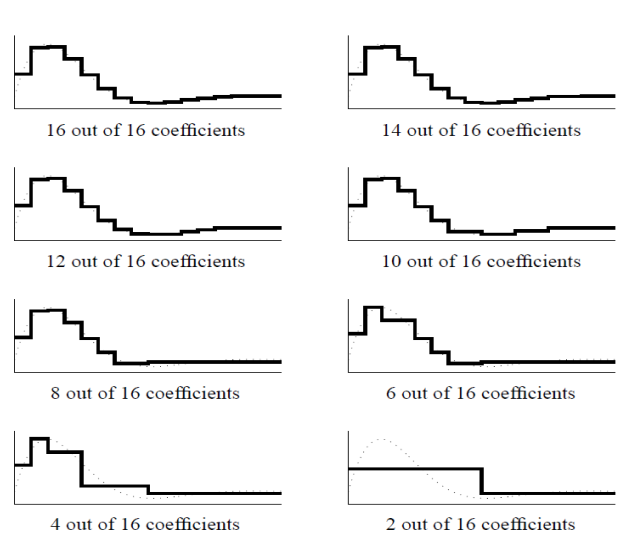 16 out of 16 coefficients
14 out of 16 coefficients
12 out of 16 coefficients
10 out of 16 coefficients
8 out of 16 coefficients
6 out of 16 coefficients
4 out of 16 coefficients
2 out of 16 coefficients